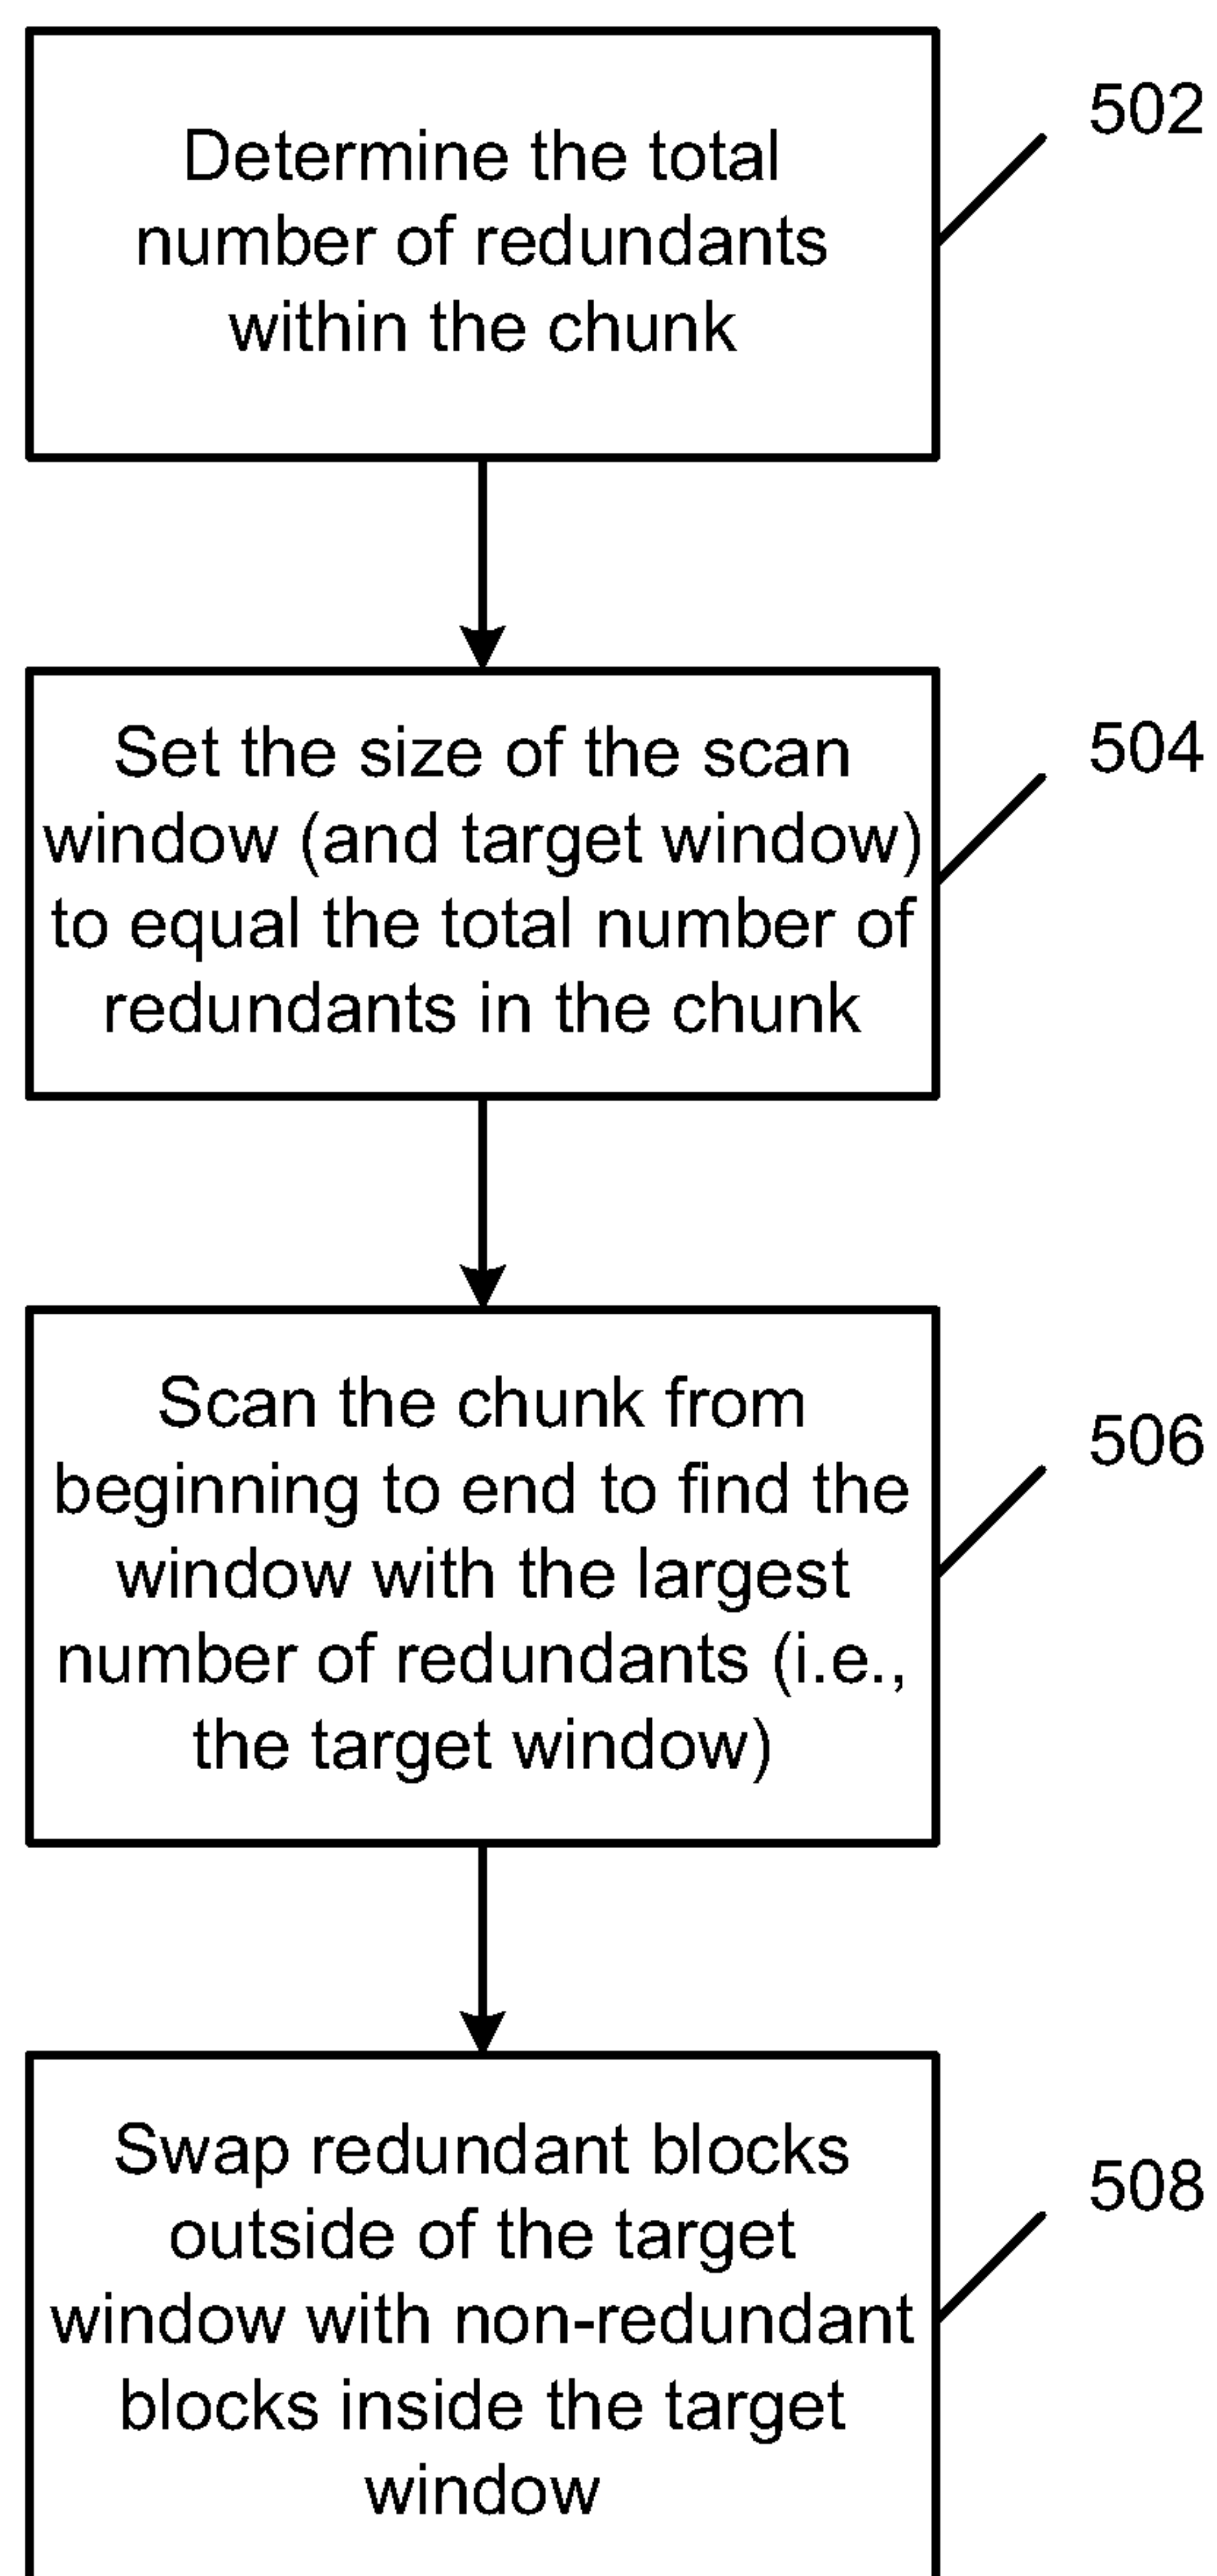 Determine the total
number of redundants
within the chunk
502
Set the size of the scan
window (and target window)
to equal the total number of
redundants in the chunk
504
Scan the chunk from
beginning to end to find the
window with the largest
number of redundants (i.e.,
the target window)
506
Swap redundant blocks
outside of the target
window with non-redundant
blocks inside the target
window
508